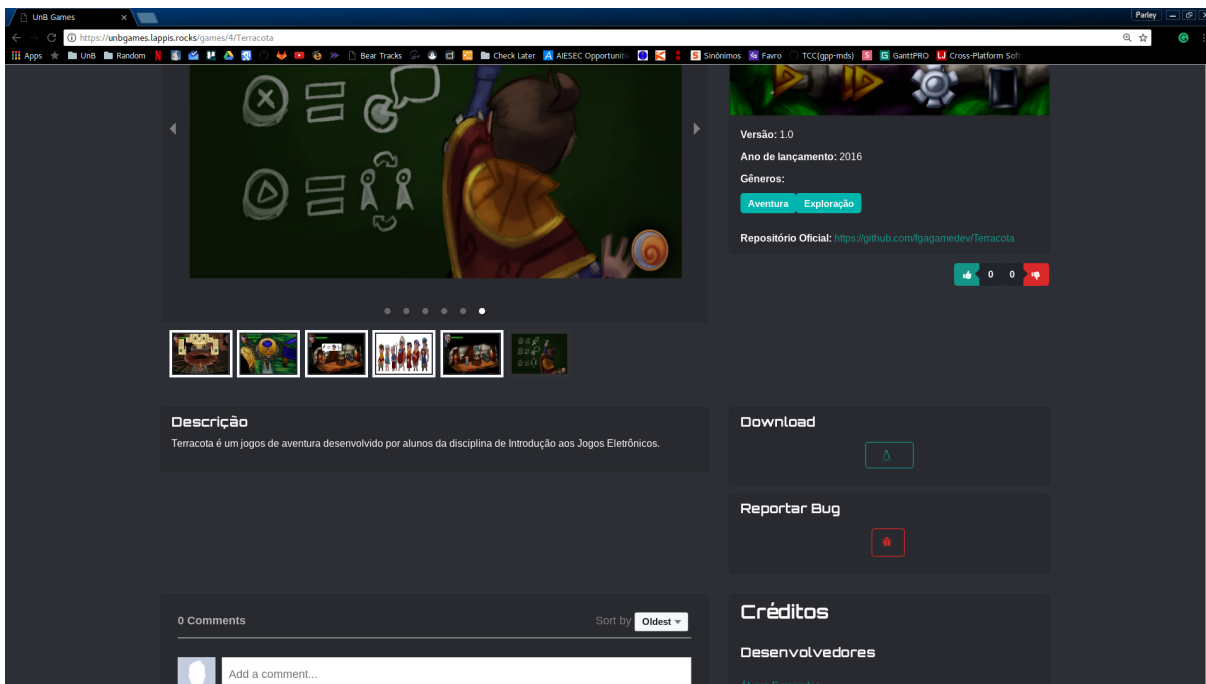 UnB Games
Parley
https://unbgames.lappis.rocks/games/4/Terracota
Apps
UnB
Random
Bear Tracks
cl
Check Later
AIESEC Opportuniti
Sinônimos
Favro
TCC(gpp-mds)
GanttPRO
Cross-Platform Soft
Versão: 1.0
Ano de lançamento: 2016
Gêneros:
Aventura Exploração
Repositório Oficial: https://github.com/fgagamedev/Terracota
0 0
Descrição
Terracota é um jogos de aventura desenvolvido por alunos da disciplina de Introdução aos Jogos Eletrônicos.
Download
Reportar Bug
0 Comments
Sort by Oldest
Add a comment...
Créditos
Desenvolvedores